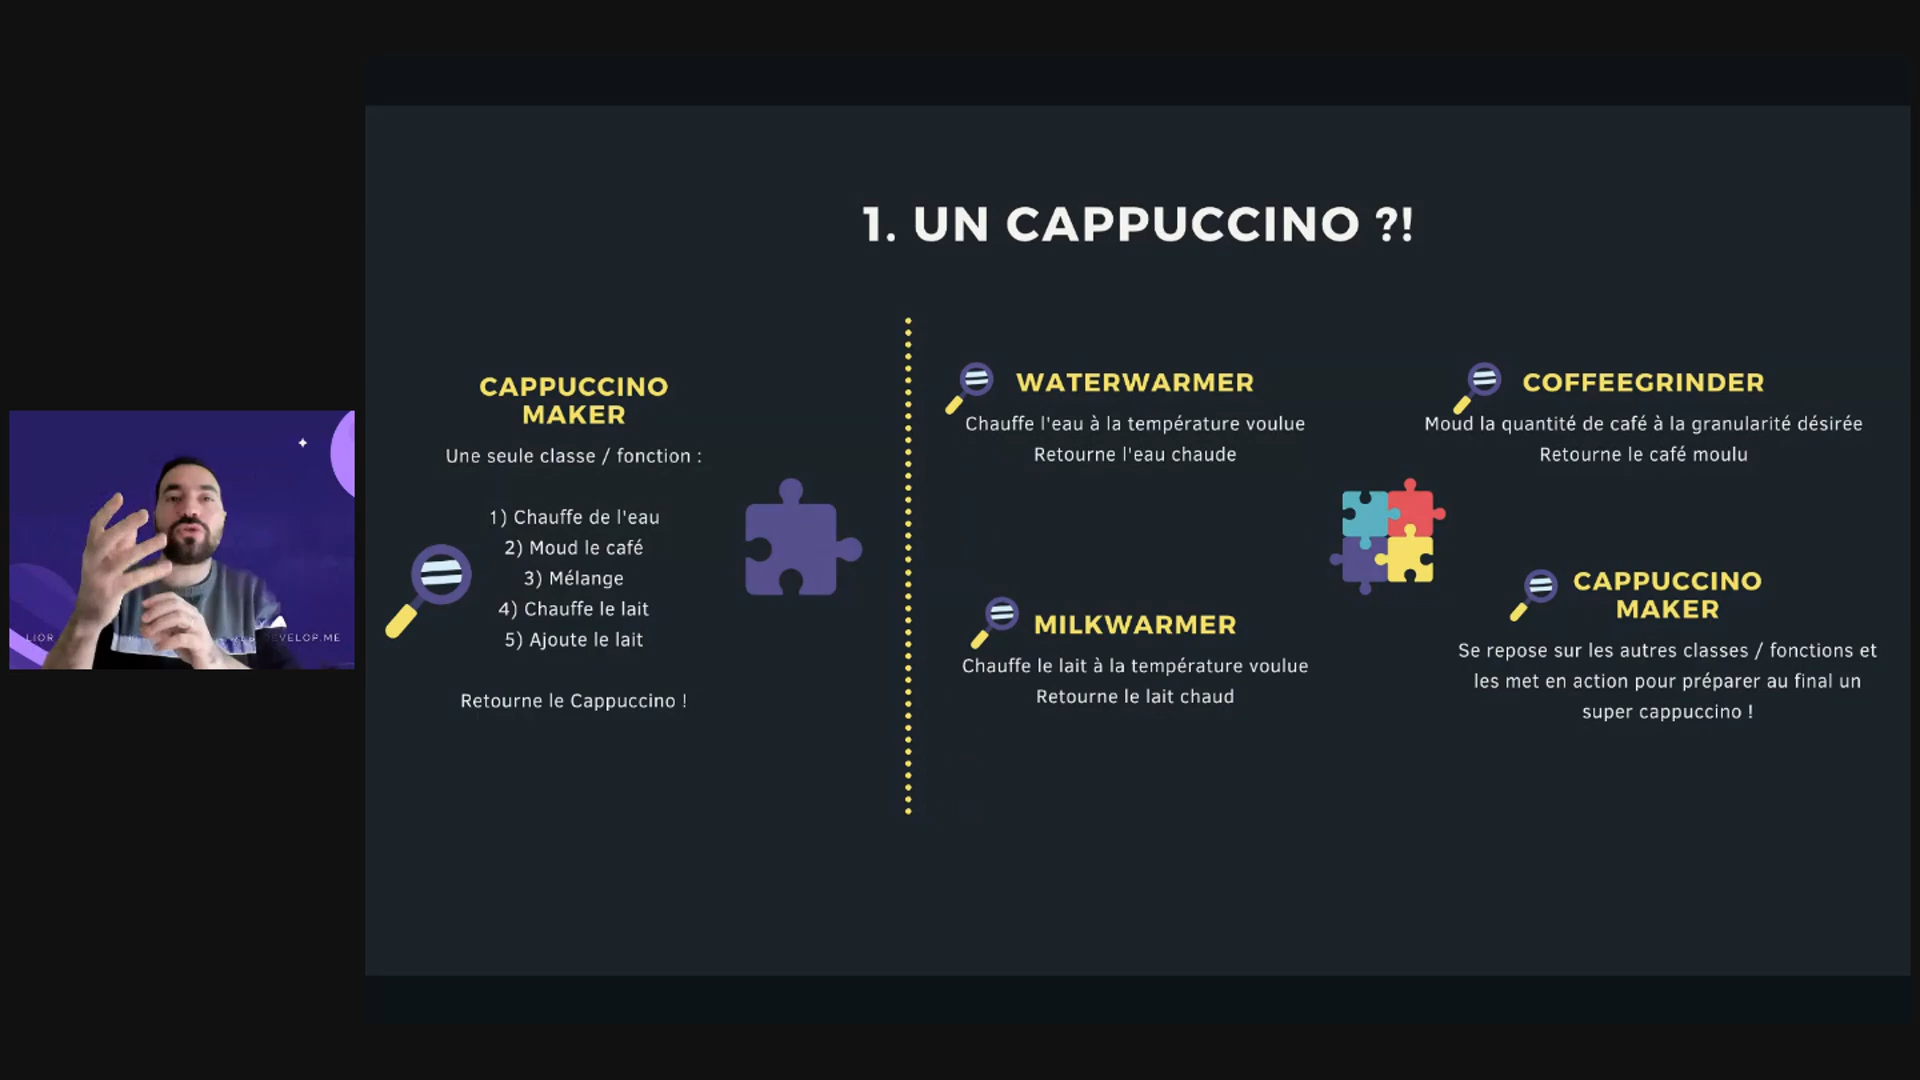 1. UN CAPPUCCINO ?!
CAPPUCCINO
MAKER
Une seule classe / fonction :
1) Chauffe de l'eau
2) Moud le café
3) Mélange
4) Chauffe le lait
5) Ajoute le lait
Retourne le Cappuccino !
WATERWARMER
Chauffe l'eau à la température voulue
Retourne l'eau chaude
COFFEEGRINDER
Moud la quantité de café à la granularité désirée
Retourne le café moulu
MILKWARMER
Chauffe le lait à la température voulue
Retourne le lait chaud
CAPPUCCINO
MAKER
Se repose sur les autres classes / fonctions et
les met en action pour préparer au final un
super cappuccino !
LIOR
DEVELOP.ME